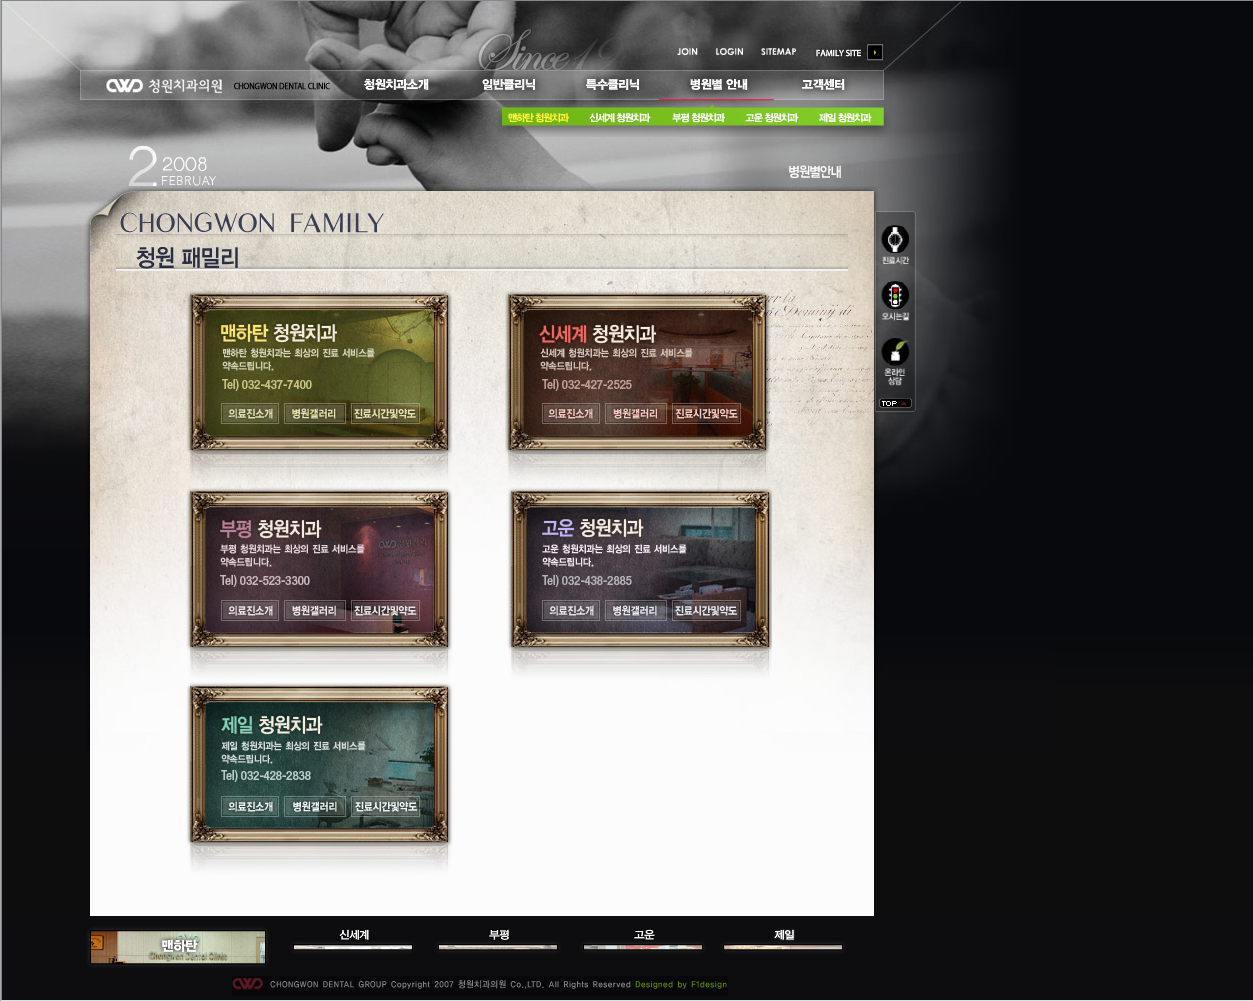 Since 19
JOIN LOGIN SITEMAP FAMILY SITE
CWD 청원치과의원 CHONGWON DENTAL CLINIC 청원치과소개 일반클리닉 특수클리닉 병원별 안내 고객센터
맨하탄 청원치과 신세계 청원치과 부평 청원치과 고운 청원치과 제일 청원치과
2 2008
FEBRUAY
병원별안내
CHONGWON FAMILY
청원 패밀리
진료시간
오시는길
온라인
상담
TOP
맨하탄 청원치과
맨하탄 청원치과는 최상의 진료 서비스를
약속드립니다.
Tel) 032-437-7400
의료진소개 병원갤러리 진료시간및약도
신세계 청원치과
신세계 청원치과는 최상의 진료 서비스를
약속드립니다.
Tel) 032-427-2525
의료진소개 병원갤러리 진료시간및약도
부평 청원치과
부평 청원치과는 최상의 진료 서비스를
약속드립니다.
Tel) 032-523-3300
의료진소개 병원갤러리 진료시간및약도
고운 청원치과
고운 청원치과는 최상의 진료 서비스를
약속드립니다.
Tel) 032-438-2885
의료진소개 병원갤러리 진료시간및약도
제일 청원치과
제일 청원치과는 최상의 진료 서비스를
약속드립니다.
Tel) 032-428-2838
의료진소개 병원갤러리 진료시간및약도
맨하탄 신세계 부평 고운 제일
Chongwon Dental Clinic
CWD CHONGWON DENTAL GROUP Copyright 2007 청원치과의원 Co.,LTD. All Rights Reserved Designed by F1design